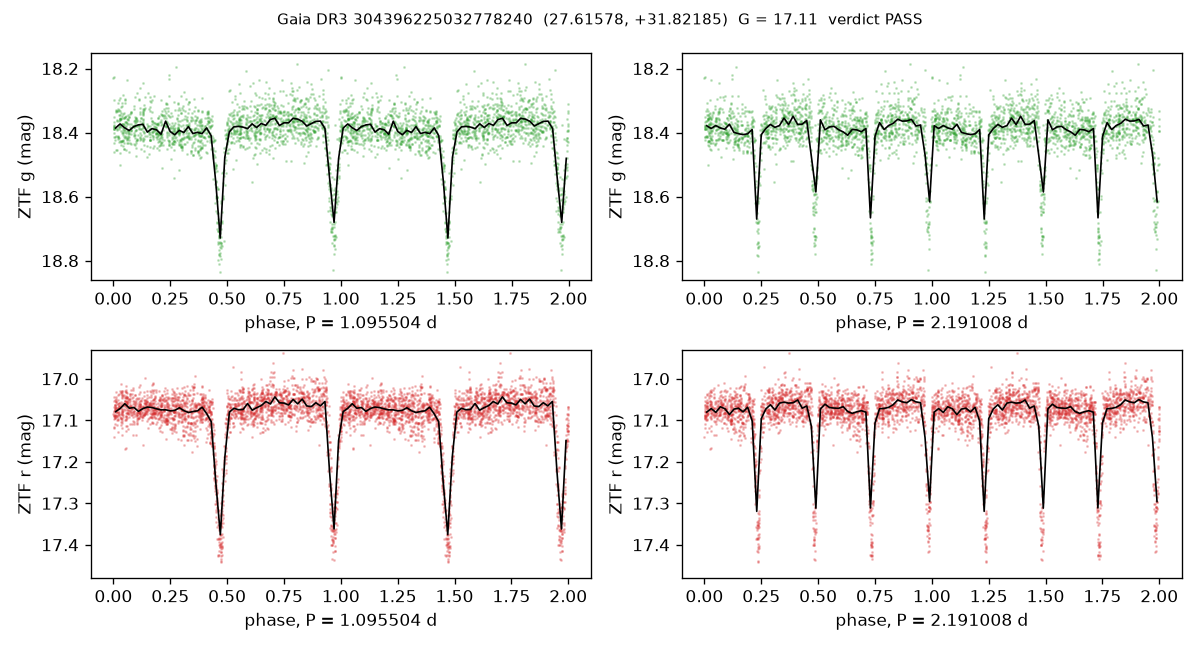 Gaia DR3 304396225032778240 (27.61578, +31.82185) G = 17.11 verdict PASS
ZTF g (mag)
18.2
18.4
18.6
18.8
0.00 0.25 0.50 0.75 1.00 1.25 1.50 1.75 2.00
phase, P = 1.095504 d
ZTF g (mag)
18.2
18.4
18.6
18.8
0.00 0.25 0.50 0.75 1.00 1.25 1.50 1.75 2.00
phase, P = 2.191008 d
ZTF r (mag)
17.0
17.1
17.2
17.3
17.4
0.00 0.25 0.50 0.75 1.00 1.25 1.50 1.75 2.00
phase, P = 1.095504 d
ZTF r (mag)
17.0
17.1
17.2
17.3
17.4
0.00 0.25 0.50 0.75 1.00 1.25 1.50 1.75 2.00
phase, P = 2.191008 d